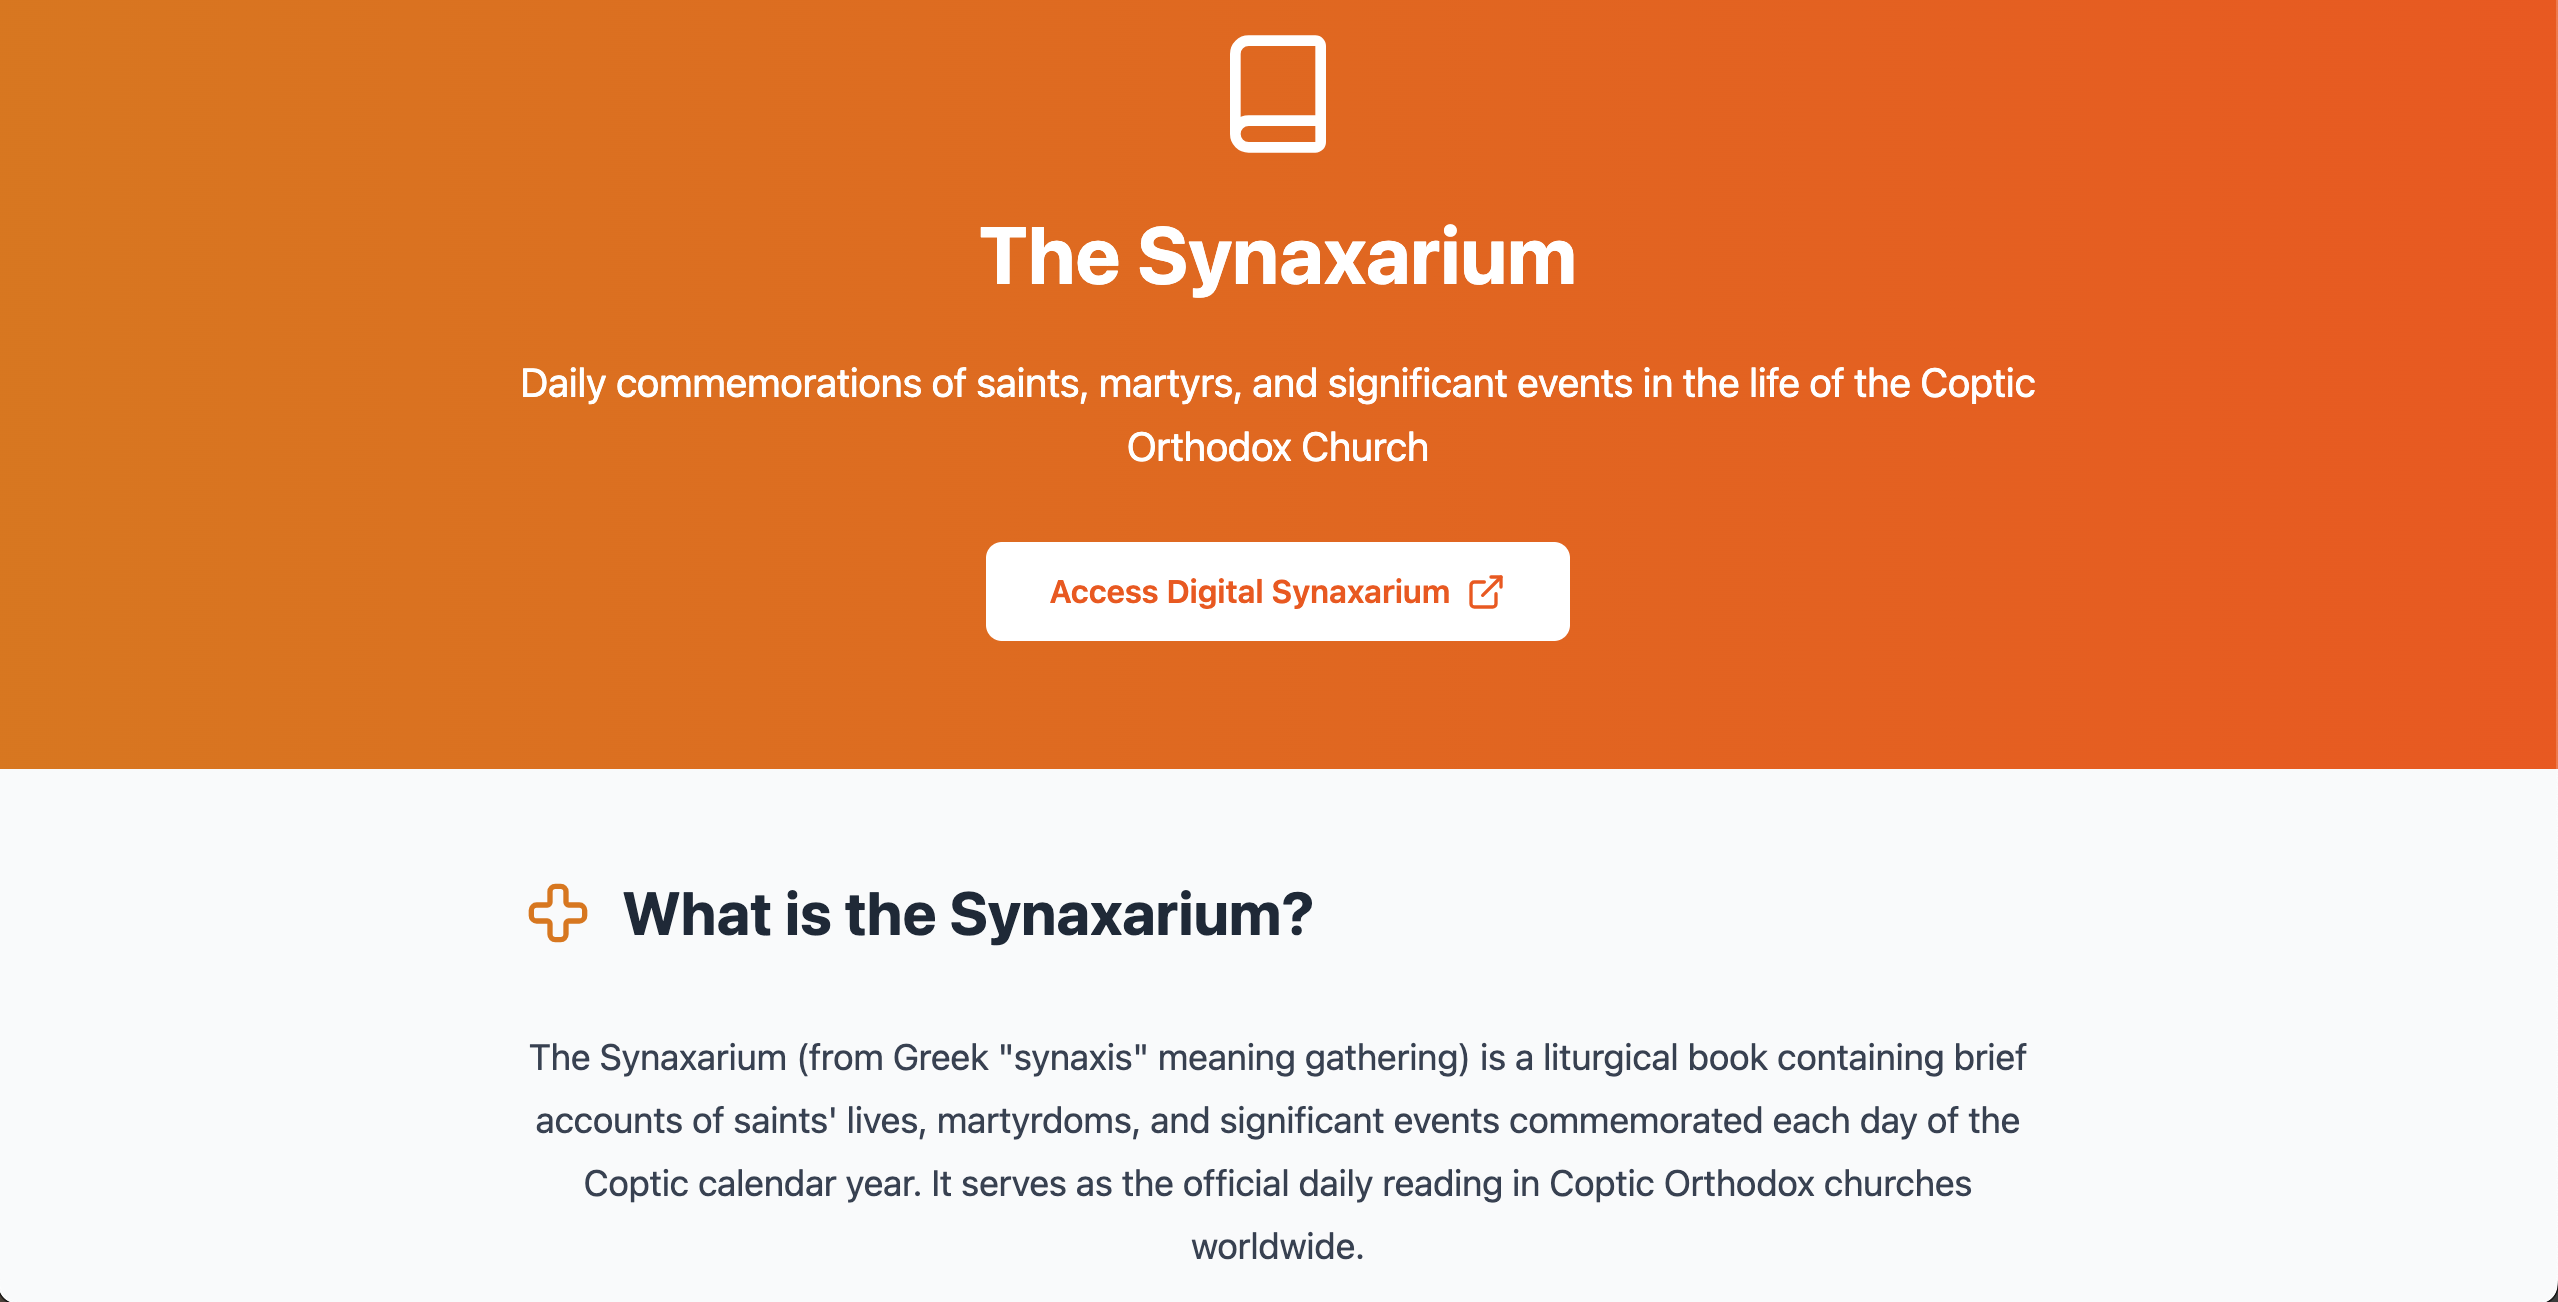 The Synaxarium
Daily commemorations of saints, martyrs, and significant events in the life of the Coptic
Orthodox Church
Access Digital Synaxarium
What is the Synaxarium?
The Synaxarium (from Greek "synaxis" meaning gathering) is a liturgical book containing brief
accounts of saints' lives, martyrdoms, and significant events commemorated each day of the
Coptic calendar year. It serves as the official daily reading in Coptic Orthodox churches
worldwide.